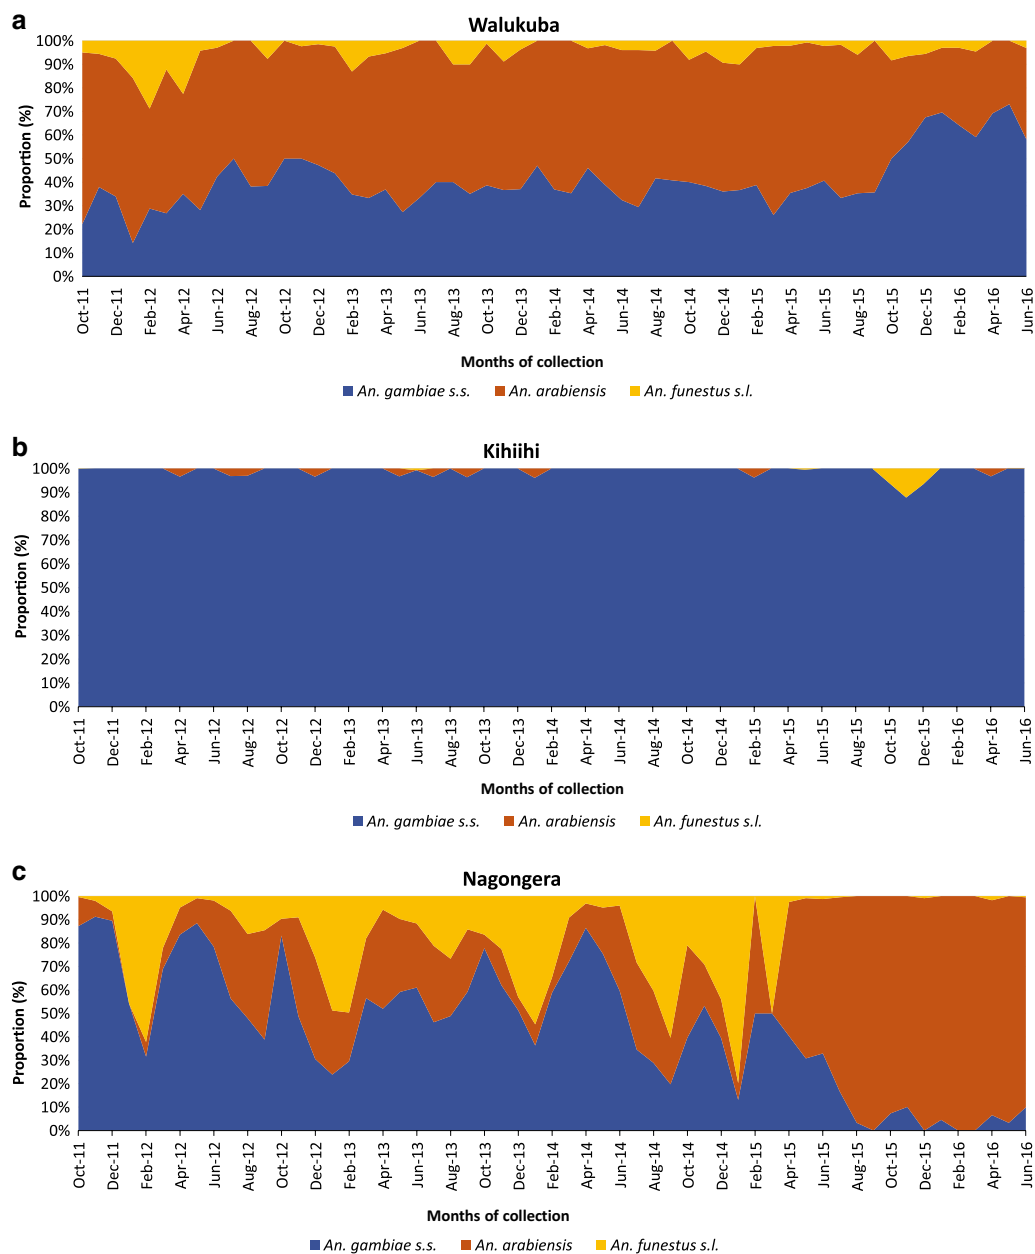 a
Walukuba
100%
90%
80%
70%
60%
50%
40%
30%
20%
10%
0%
Proportion (%)
Oct-11 Dec-11 Feb-12 Apr-12 Jun-12 Aug-12 Oct-12 Dec-12 Feb-13 Apr-13 Jun-13 Aug-13 Oct-13 Dec-13 Feb-14 Apr-14 Jun-14 Aug-14 Oct-14 Dec-14 Feb-15 Apr-15 Jun-15 Aug-15 Oct-15 Dec-15 Feb-16 Apr-16 Jun-16
Months of collection
An. gambiae s.s. An. arabiensis An. funestus s.l.
b
Kihiihi
100%
90%
80%
70%
60%
50%
40%
30%
20%
10%
0%
Proportion (%)
Oct-11 Dec-11 Feb-12 Apr-12 Jun-12 Aug-12 Oct-12 Dec-12 Feb-13 Apr-13 Jun-13 Aug-13 Oct-13 Dec-13 Feb-14 Apr-14 Jun-14 Aug-14 Oct-14 Dec-14 Feb-15 Apr-15 Jun-15 Aug-15 Oct-15 Dec-15 Feb-16 Apr-16 Jun-16
Months of collection
An. gambiae s.s. An. arabiensis An. funestus s.l.
c
Nagongera
100%
90%
80%
70%
60%
50%
40%
30%
20%
10%
0%
Proportion (%)
Oct-11 Dec-11 Feb-12 Apr-12 Jun-12 Aug-12 Oct-12 Dec-12 Feb-13 Apr-13 Jun-13 Aug-13 Oct-13 Dec-13 Feb-14 Apr-14 Jun-14 Aug-14 Oct-14 Dec-14 Feb-15 Apr-15 Jun-15 Aug-15 Oct-15 Dec-15 Feb-16 Apr-16 Jun-16
Months of collection
An. gambiae s.s. An. arabiensis An. funestus s.l.